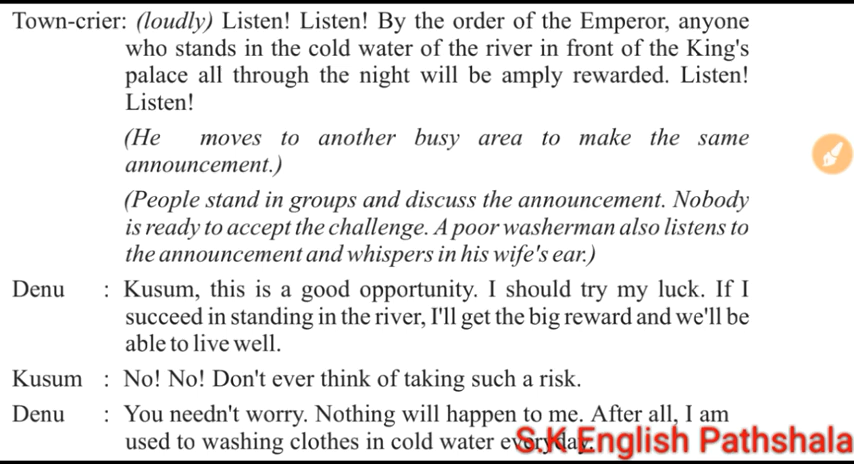 Town-crier: (loudly) Listen! Listen! By the order of the Emperor, anyone
who stands in the cold water of the river in front of the King's
palace all through the night will be amply rewarded. Listen!
Listen!
(He moves to another busy area to make the same
announcement.)
(People stand in groups and discuss the announcement. Nobody
is ready to accept the challenge. A poor washerman also listens to
the announcement and whispers in his wife's ear.)
Denu : Kusum, this is a good opportunity. I should try my luck. If I
succeed in standing in the river, I'll get the big reward and we'll be
able to live well.
Kusum : No! No! Don't ever think of taking such a risk.
Denu : You needn't worry. Nothing will happen to me. After all, I am
used to washing clothes in cold water everyday.
S.K English Pathshala